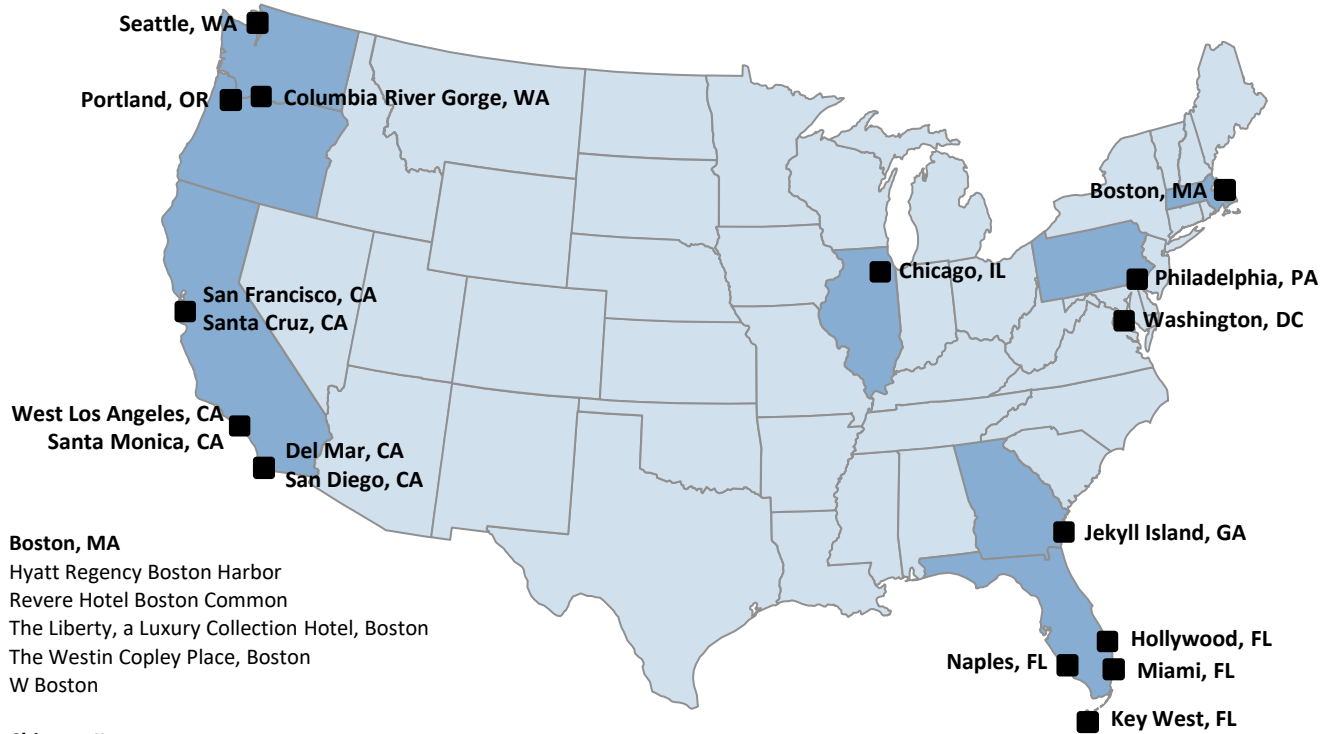 Seattle, WA
Portland, OR
Columbia River Gorge, WA
Boston, MA
Chicago, IL
Philadelphia, PA
Washington, DC
San Francisco, CA
Santa Cruz, CA
West Los Angeles, CA
Santa Monica, CA
Del Mar, CA
San Diego, CA
Jekyll Island, GA
Hollywood, FL
Naples, FL
Miami, FL
Key West, FL
Boston, MA
Hyatt Regency Boston Harbor
Revere Hotel Boston Common
The Liberty, a Luxury Collection Hotel, Boston
The Westin Copley Place, Boston
W Boston